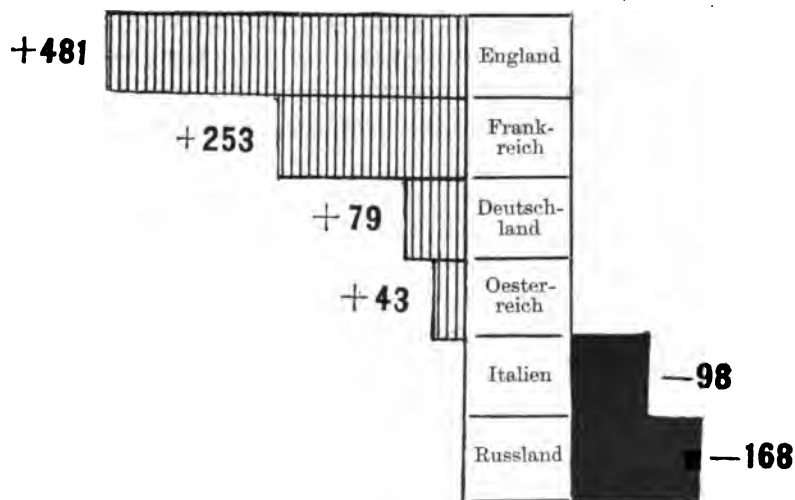 +481
England
+253
Frank-
reich
+79
Deutsch-
land
+43
Oester-
reich
Italien
—98
Russland
—168